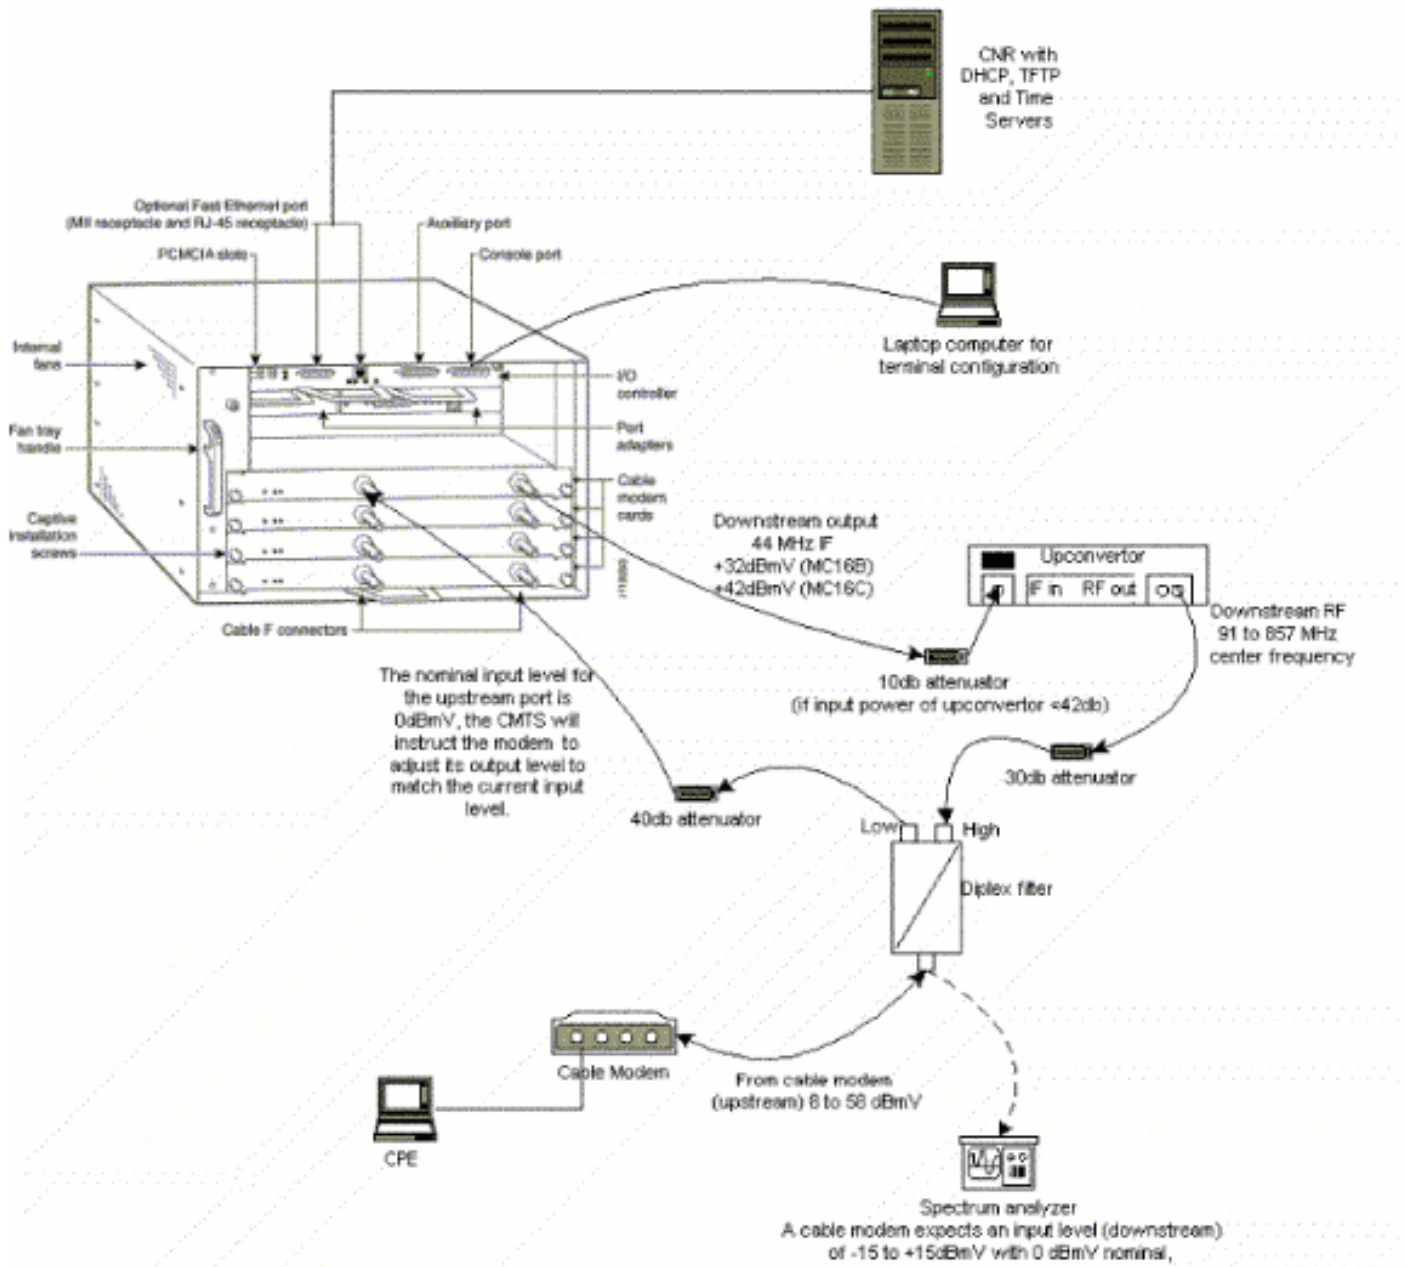 CNR with
DHCP, TFTP
and Time
Servers
Optional Fast Ethernet port
(MII receptacle and RJ-45 receptacle)
Auxiliary port
PCMCIA slots
Console port
Laptop computer for
terminal configuration
Internal
fans
I/O
controller
Fan tray
handle
Port
adapters
Cable
modem
cards
Captive
installation
screws
Cable F connectors
Downstream output
44 MHz IF
+32dBmV (MC16B)
+42dBmV (MC16C)
Upconvertor
IF in
RF out
Downstream RF
91 to 857 MHz
center frequency
10db attenuator
(if input power of upconvertor <42db)
The nominal input level for
the upstream port is
0dBmV, the CMTS will
instruct the modem to
adjust its output level to
match the current input
level.
30db attenuator
40db attenuator
Low
High
Diplex filter
Cable Modem
From cable modem
(upstream) 8 to 58 dBmV
CPE
Spectrum analyzer
A cable modem expects an input level (downstream)
of -15 to +15dBmV with 0 dBmV nominal,